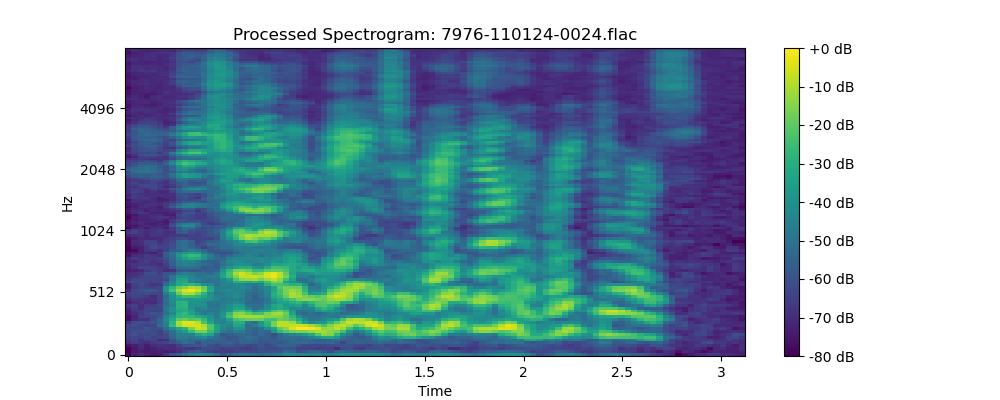 Processed Spectrogram: 7976-110124-0024.flac
4096
2048
1024
512
0
Hz
0 0.5 1 1.5 2 2.5 3
Time
+0 dB
-10 dB
-20 dB
-30 dB
-40 dB
-50 dB
-60 dB
-70 dB
-80 dB